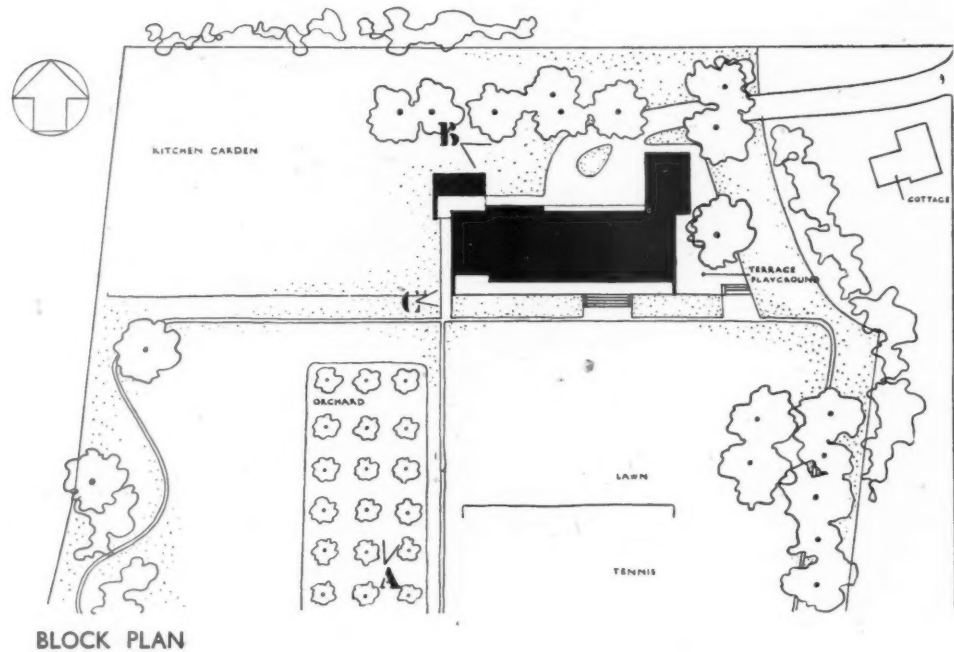 KITCHEN GARDEN
B
COTTAGE
TERRACE
PLAYGROUND
C
ORCHARD
LAWN
A
TENNIS
BLOCK PLAN